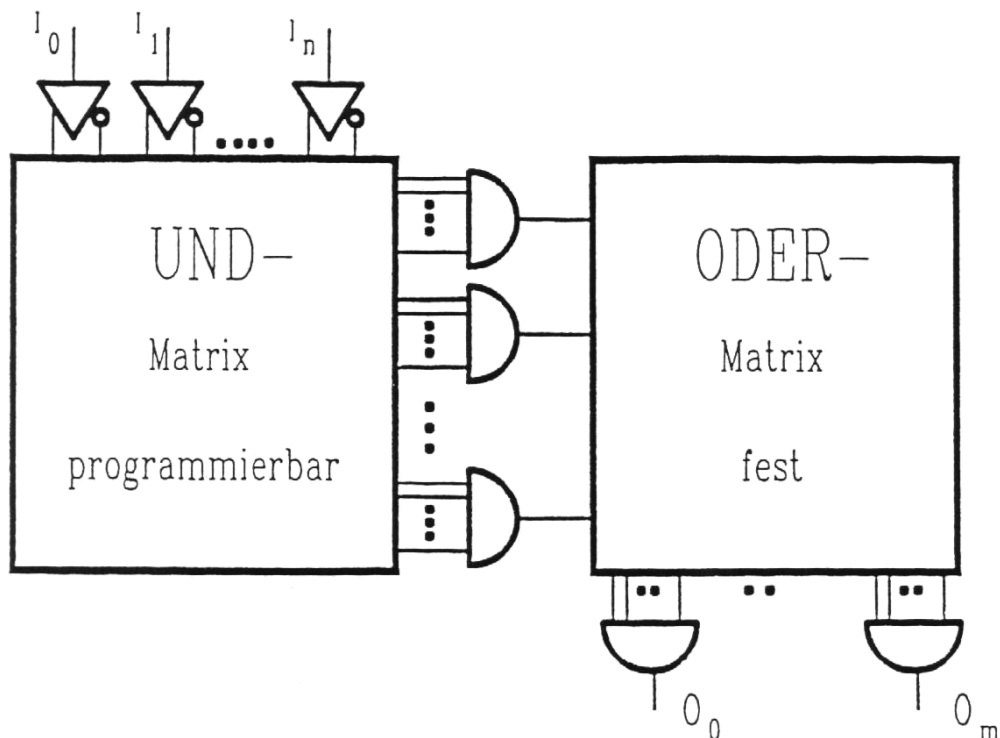 I0 I1 In
UND-
Matrix
programmierbar
ODER-
Matrix
fest
O0 Om